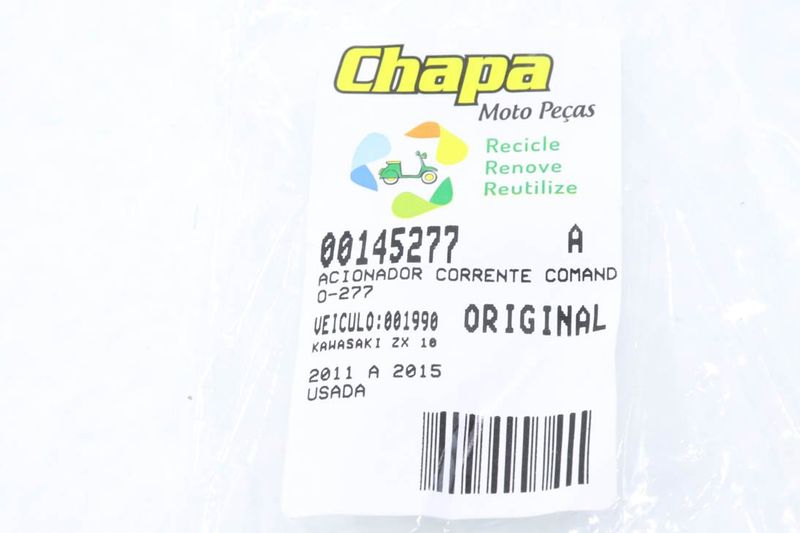 Chapa
Moto Peças
Recicle
Renove
Reutilize
00145277 A
ACIONADOR CORRENTE COMAND
O-277
VEICULO:001990 ORIGINAL
KAWASAKI ZX 10
2011 A 2015
USADA